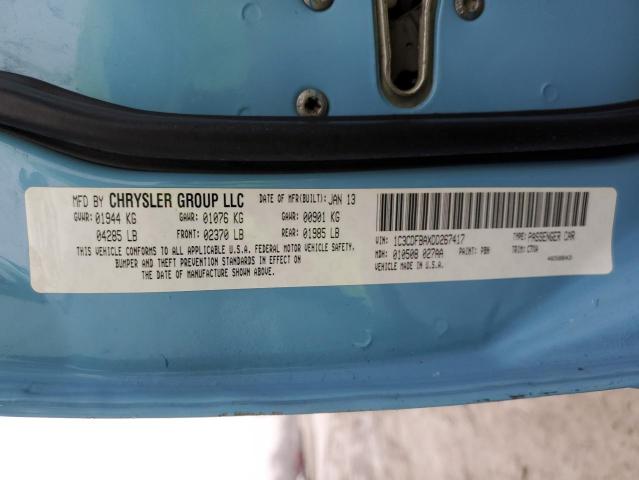 MFD BY CHRYSLER GROUP LLC DATE OF MFR(BUILT): JAN 13
GVWR: 01944 KG GAWR: 01076 KG GAWR: 00901 KG
04285 LB FRONT: 02370 LB REAR: 01985 LB
THIS VEHICLE CONFORMS TO ALL APPLICABLE U.S.A. FEDERAL MOTOR VEHICLE SAFETY,
BUMPER AND THEFT PREVENTION STANDARDS IN EFFECT ON
THE DATE OF MANUFACTURE SHOWN ABOVE.
VIN: 1C3CDFBAXDD267417 TYPE: PASSENGER CAR
MDH: 010508 027AA PAINT: PBH TRIM: C7DA
MADE IN U.S.A.